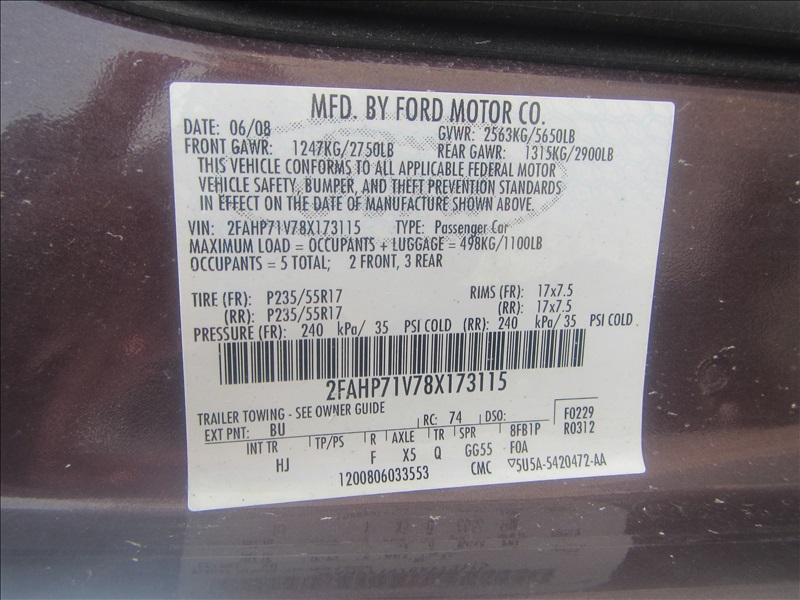 MFD. BY FORD MOTOR CO.
DATE: 06/08 GVWR: 2563KG/5650LB
FRONT GAWR: 1247KG/2750LB REAR GAWR: 1315KG/2900LB
THIS VEHICLE CONFORMS TO ALL APPLICABLE FEDERAL MOTOR
VEHICLE SAFETY, BUMPER, AND THEFT PREVENTION STANDARDS
IN EFFECT ON THE DATE OF MANUFACTURE SHOWN ABOVE.
VIN: 2FAHP71V78X173115 TYPE: Passenger Car
MAXIMUM LOAD = OCCUPANTS + LUGGAGE = 498KG/1100LB
OCCUPANTS = 5 TOTAL; 2 FRONT, 3 REAR
TIRE (FR): P235/55R17 RIMS (FR): 17x7.5
(RR): P235/55R17 (RR): 17x7.5
PRESSURE (FR): 240 kPa/ 35 PSI COLD (RR): 240 kPa/ 35 PSI COLD
2FAHP71V78X173115
TRAILER TOWING - SEE OWNER GUIDE
EXT PNT: BU RC: 74 DSO: F0229
R0312
INT TR TP/PS R AXLE TR SPR 8FB1P
HJ F X5 Q GG55 FOA
1200806033553 CMC ▽5U5A-5420472-AA